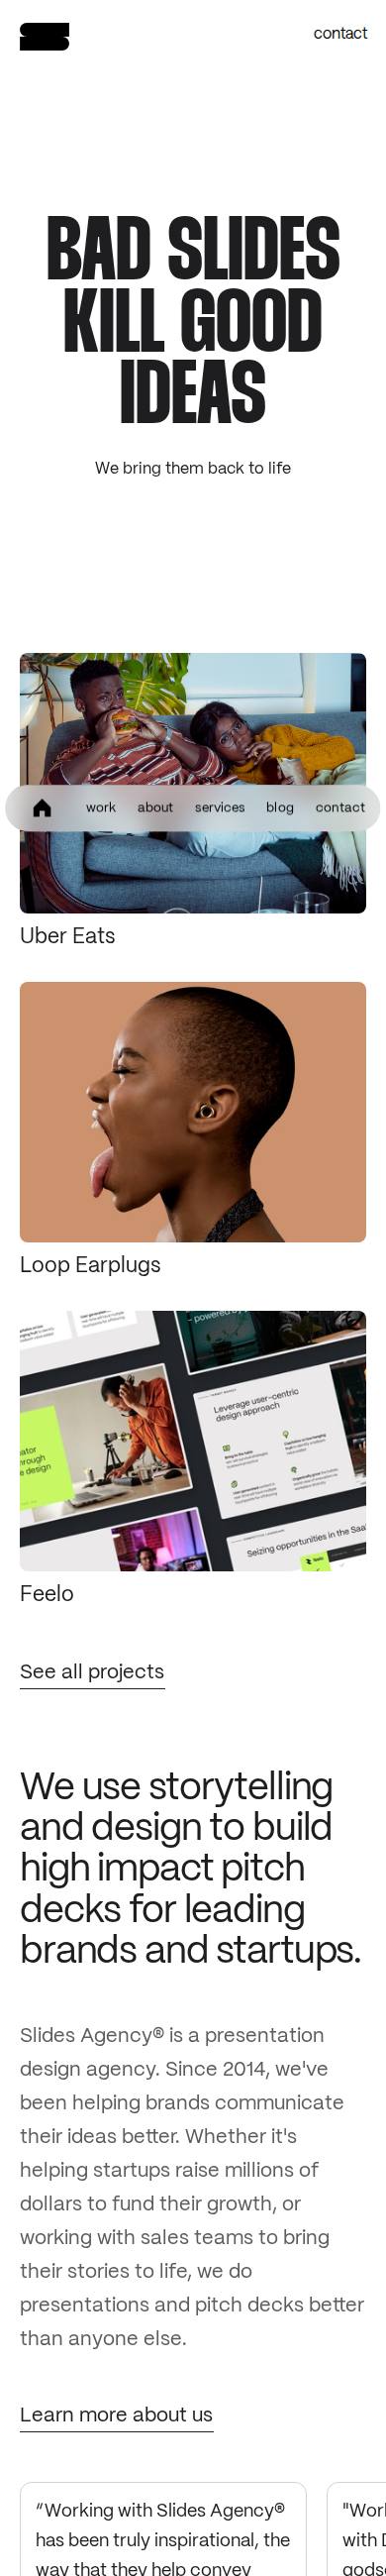 contact
BAD SLIDES
KILL GOOD
IDEAS
We bring them back to life
work about services blog contact
Uber Eats
Loop Earplugs
- powered by
Leverage user-centric
design approach
Seizing opportunities in the SaaS
Feelo
See all projects
We use storytelling
and design to build
high impact pitch
decks for leading
brands and startups.
Slides Agency® is a presentation
design agency. Since 2014, we've
been helping brands communicate
their ideas better. Whether it's
helping startups raise millions of
dollars to fund their growth, or
working with sales teams to bring
their stories to life, we do
presentations and pitch decks better
than anyone else.
Learn more about us
“Working with Slides Agency®
has been truly inspirational, the
way that they help convey
"Worl
with D
godse